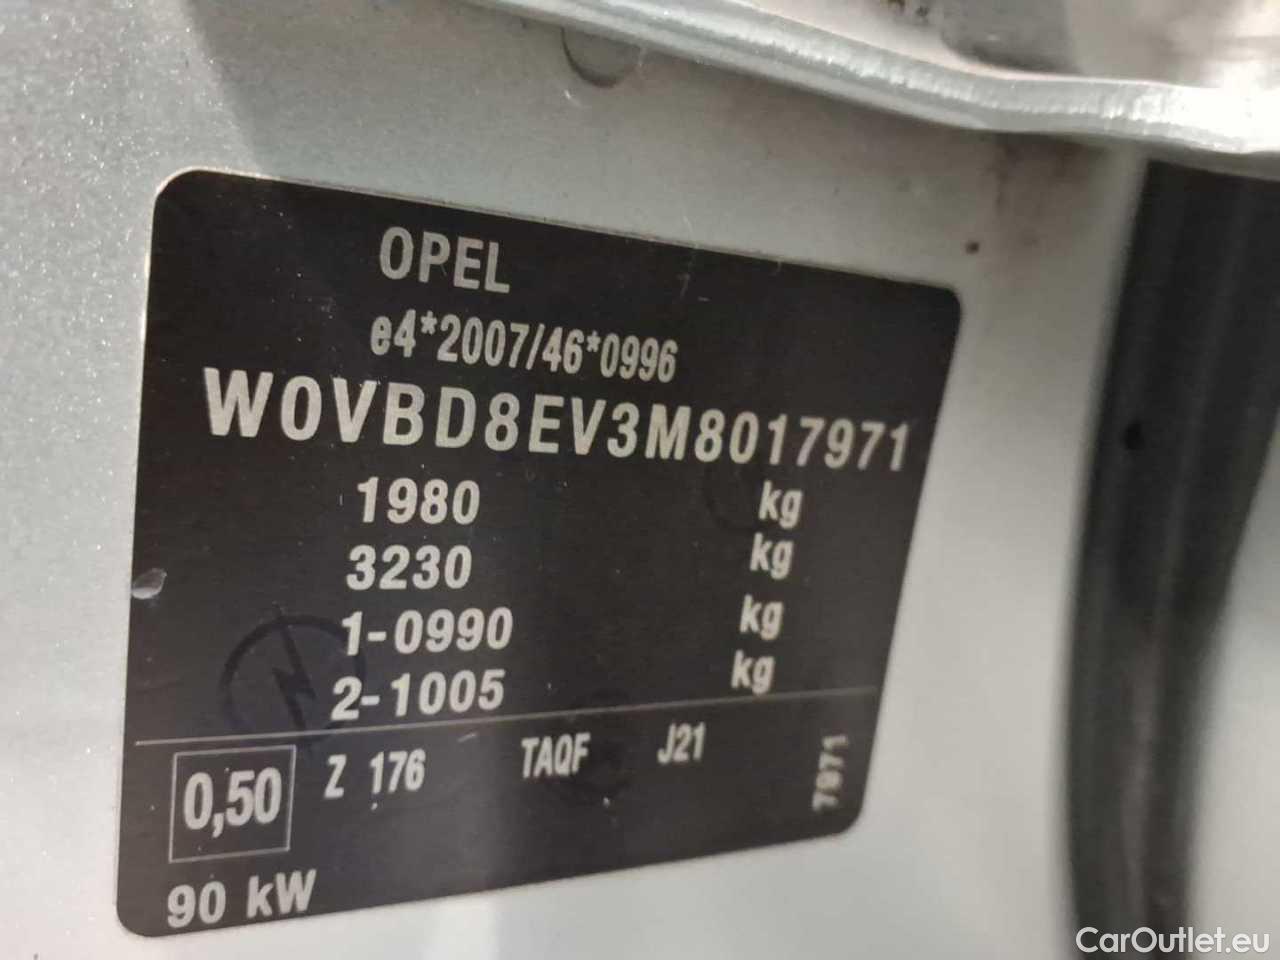 OPEL
e4*2007/46*0996
W0VBD8EV3M8017971
1980 kg
3230 kg
1-0990 kg
2-1005 kg
0,50 Z 176 TAQF J21 7971
90 kW
CarOutlet.eu